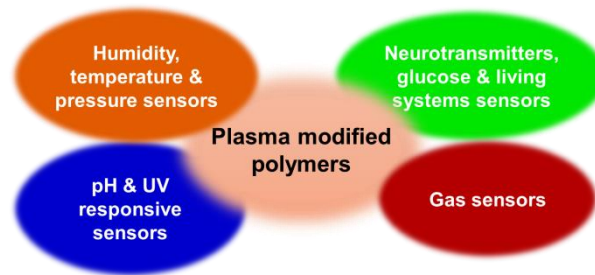 Humidity,
temperature &
pressure sensors
Neurotransmitters,
glucose & living
systems sensors
Plasma modified
polymers
pH & UV
responsive
sensors
Gas sensors